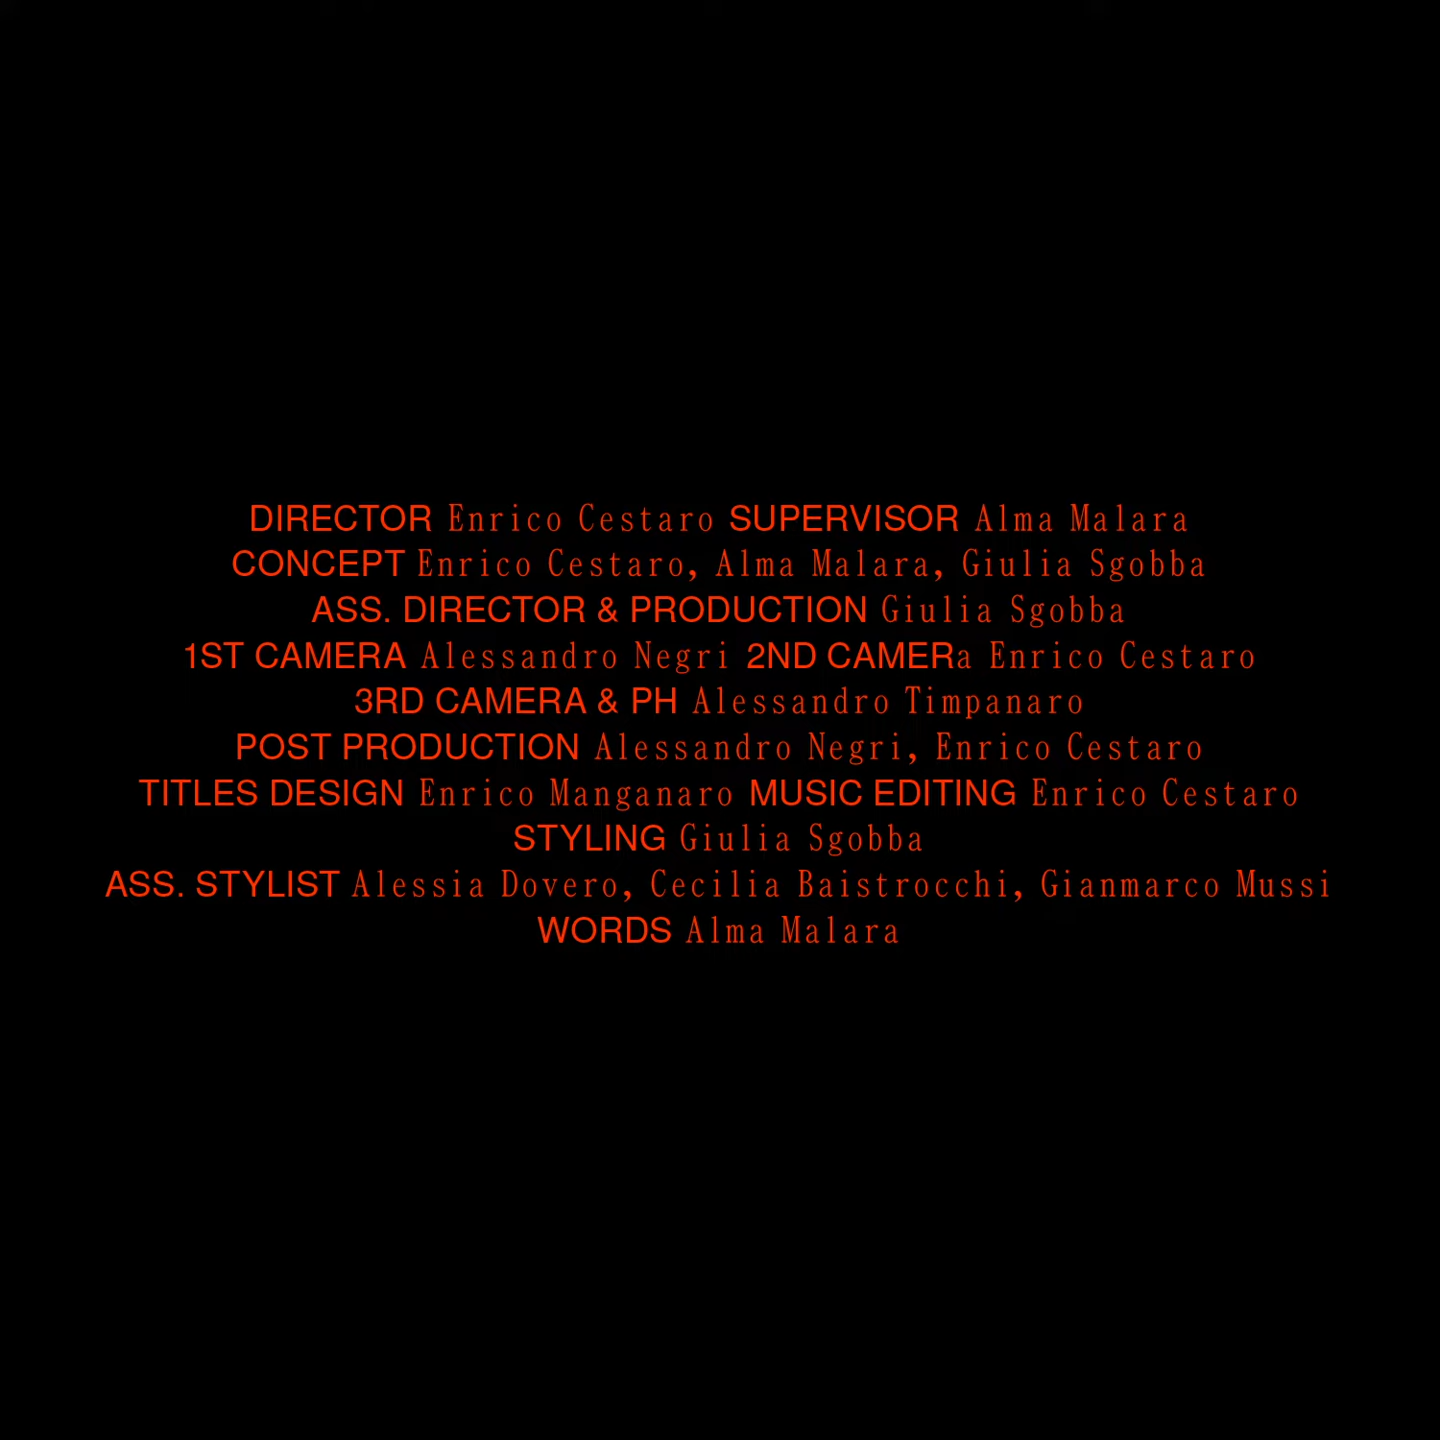 DIRECTOR Enrico Cestaro SUPERVISOR Alma Malara
CONCEPT Enrico Cestaro, Alma Malara, Giulia Sgobba
ASS. DIRECTOR & PRODUCTION Giulia Sgobba
1ST CAMERA Alessandro Negri 2ND CAMERa Enrico Cestaro
3RD CAMERA & PH Alessandro Timpanaro
POST PRODUCTION Alessandro Negri, Enrico Cestaro
TITLES DESIGN Enrico Manganaro MUSIC EDITING Enrico Cestaro
STYLING Giulia Sgobba
ASS. STYLIST Alessia Dovero, Cecilia Baistrocchi, Gianmarco Mussi
WORDS Alma Malara